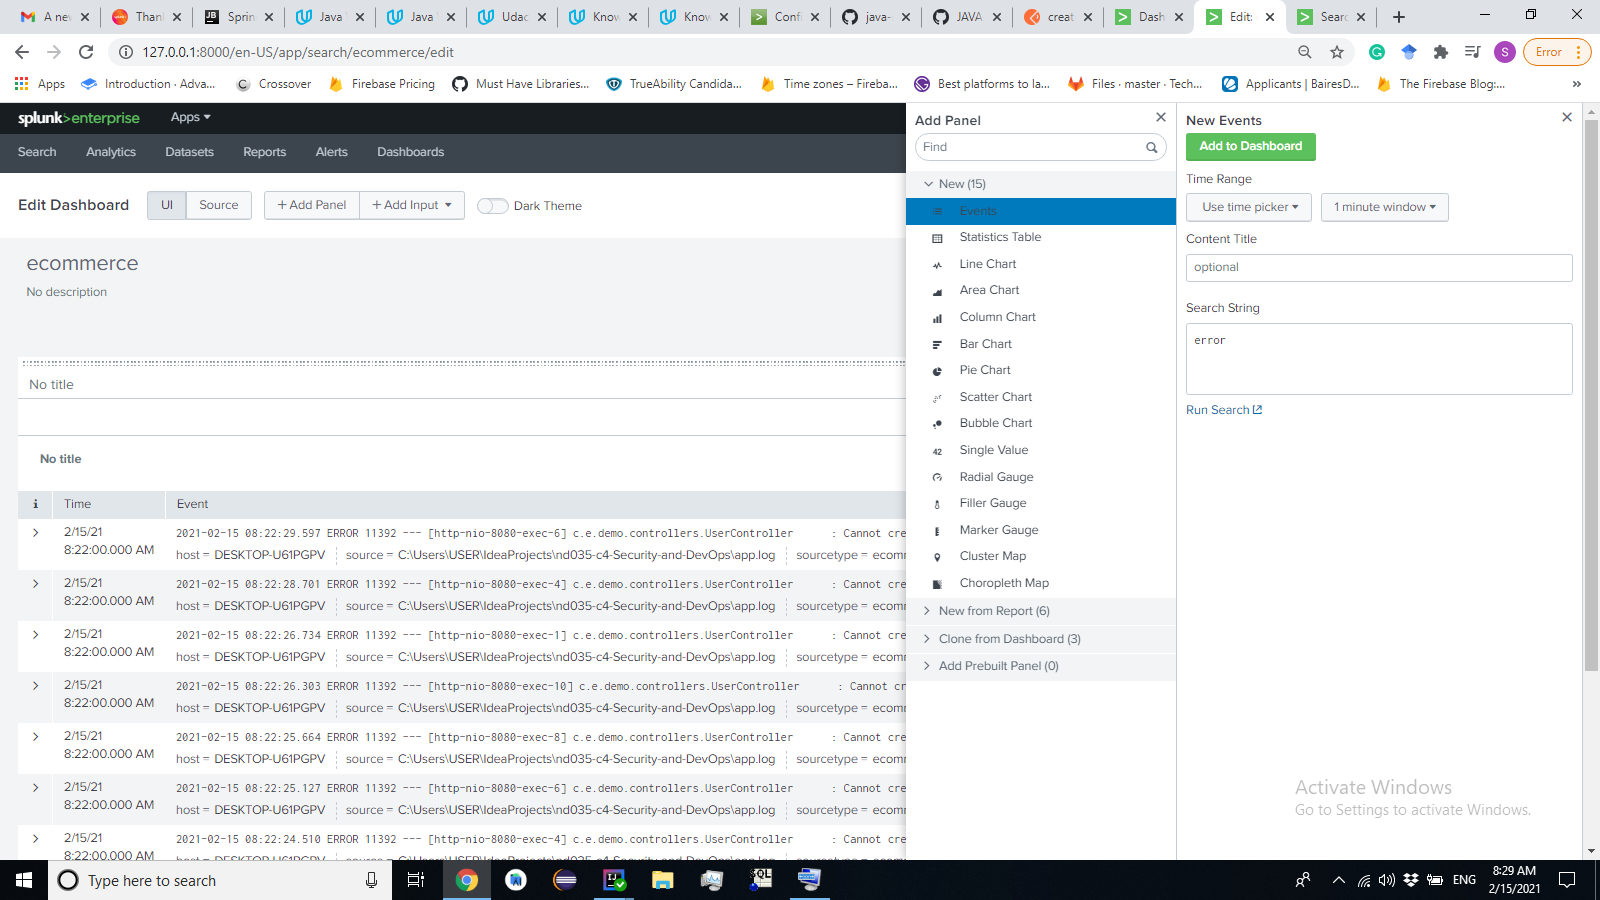 A new
Thank
Sprin
Java
Java
Udac
Know
Know
Confi
java-
JAVA
creat
Dash
Edit:
Searc
127.0.0.1:8000/en-US/app/search/ecommerce/edit
S
Error
Apps
Introduction · Adva...
Crossover
Firebase Pricing
Must Have Libraries...
TrueAbility Candida...
Time zones – Fireba...
Best platforms to la...
Files · master · Tech...
Applicants | BairesD...
The Firebase Blog:...
»
splunk>enterprise
Apps
Search
Analytics
Datasets
Reports
Alerts
Dashboards
Edit Dashboard
UI
Source
+ Add Panel
+ Add Input
Dark Theme
ecommerce
No description
No title
No title
i
Time
Event
2/15/21
8:22:00.000 AM
2021-02-15 08:22:29.597 ERROR 11392 --- [http-nio-8080-exec-6] c.e.demo.controllers.UserController : Cannot cre
host = DESKTOP-U61PGPV source = C:\Users\USER\IdeaProjects\nd035-c4-Security-and-DevOps\app.log sourcetype = ecomm
2/15/21
8:22:00.000 AM
2021-02-15 08:22:28.701 ERROR 11392 --- [http-nio-8080-exec-4] c.e.demo.controllers.UserController : Cannot cre
host = DESKTOP-U61PGPV source = C:\Users\USER\IdeaProjects\nd035-c4-Security-and-DevOps\app.log sourcetype = ecomm
2/15/21
8:22:00.000 AM
2021-02-15 08:22:26.734 ERROR 11392 --- [http-nio-8080-exec-1] c.e.demo.controllers.UserController : Cannot cre
host = DESKTOP-U61PGPV source = C:\Users\USER\IdeaProjects\nd035-c4-Security-and-DevOps\app.log sourcetype = ecomm
2/15/21
8:22:00.000 AM
2021-02-15 08:22:26.303 ERROR 11392 --- [http-nio-8080-exec-10] c.e.demo.controllers.UserController : Cannot cr
host = DESKTOP-U61PGPV source = C:\Users\USER\IdeaProjects\nd035-c4-Security-and-DevOps\app.log sourcetype = ecomm
2/15/21
8:22:00.000 AM
2021-02-15 08:22:25.664 ERROR 11392 --- [http-nio-8080-exec-8] c.e.demo.controllers.UserController : Cannot cre
host = DESKTOP-U61PGPV source = C:\Users\USER\IdeaProjects\nd035-c4-Security-and-DevOps\app.log sourcetype = ecomm
2/15/21
8:22:00.000 AM
2021-02-15 08:22:25.127 ERROR 11392 --- [http-nio-8080-exec-6] c.e.demo.controllers.UserController : Cannot cre
host = DESKTOP-U61PGPV source = C:\Users\USER\IdeaProjects\nd035-c4-Security-and-DevOps\app.log sourcetype = ecomm
2/15/21
8:22:00.000 AM
2021-02-15 08:22:24.510 ERROR 11392 --- [http-nio-8080-exec-4] c.e.demo.controllers.UserController : Cannot cre
Add Panel
Find
New (15)
Events
Statistics Table
Line Chart
Area Chart
Column Chart
Bar Chart
Pie Chart
Scatter Chart
Bubble Chart
42 Single Value
Radial Gauge
Filler Gauge
Marker Gauge
Cluster Map
Choropleth Map
New from Report (6)
Clone from Dashboard (3)
Add Prebuilt Panel (0)
New Events
Add to Dashboard
Time Range
Use time picker
1 minute window
Content Title
optional
Search String
error
Run Search
Activate Windows
Go to Settings to activate Windows.
Type here to search
ENG
8:29 AM
2/15/2021